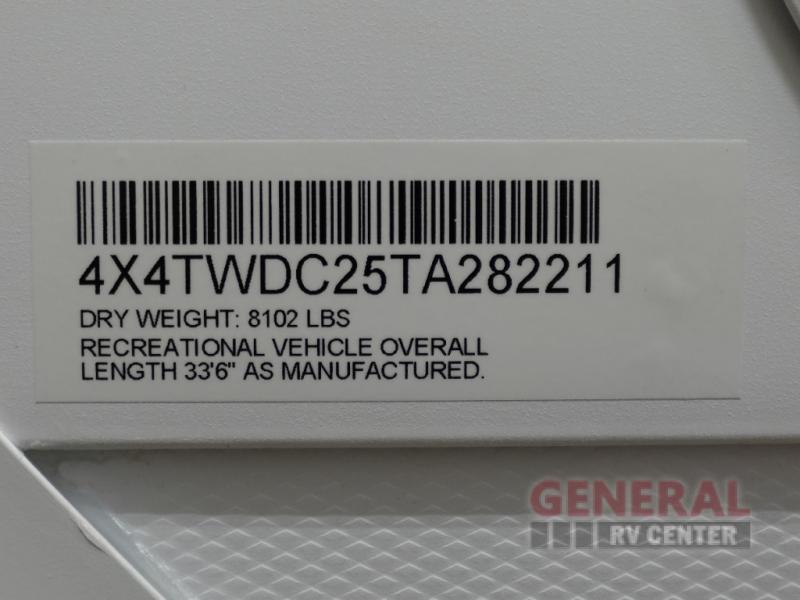 4X4TWDC25TA282211
DRY WEIGHT: 8102 LBS
RECREATIONAL VEHICLE OVERALL
LENGTH 33'6" AS MANUFACTURED.
GENERAL
RV CENTER